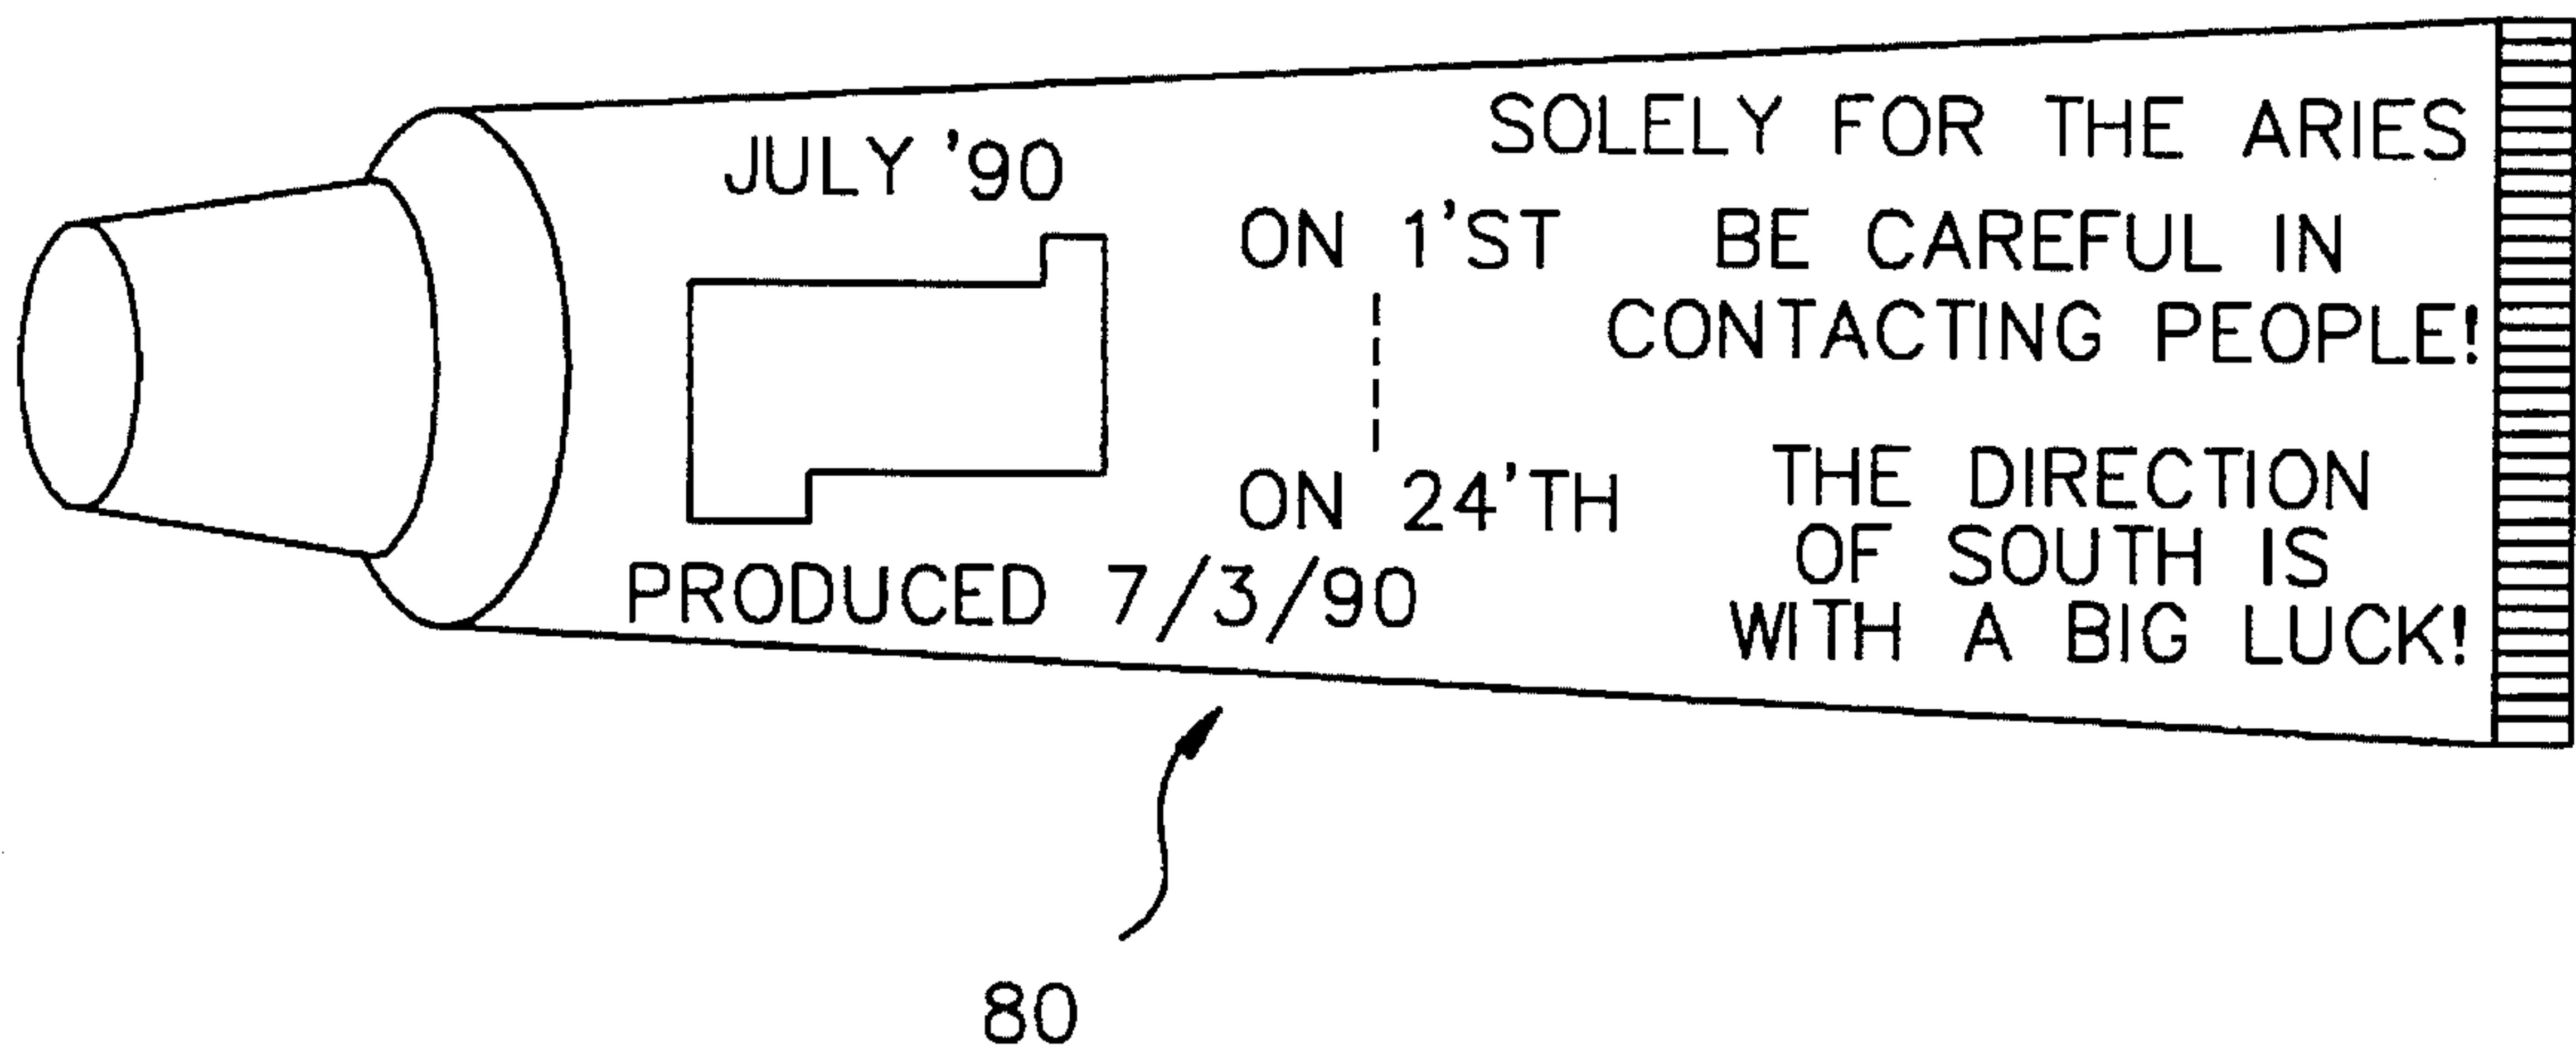 JULY '90
SOLELY FOR THE ARIES
ON 1'ST BE CAREFUL IN
CONTACTING PEOPLE!
ON 24'TH THE DIRECTION
OF SOUTH IS
WITH A BIG LUCK!
PRODUCED 7/3/90
80